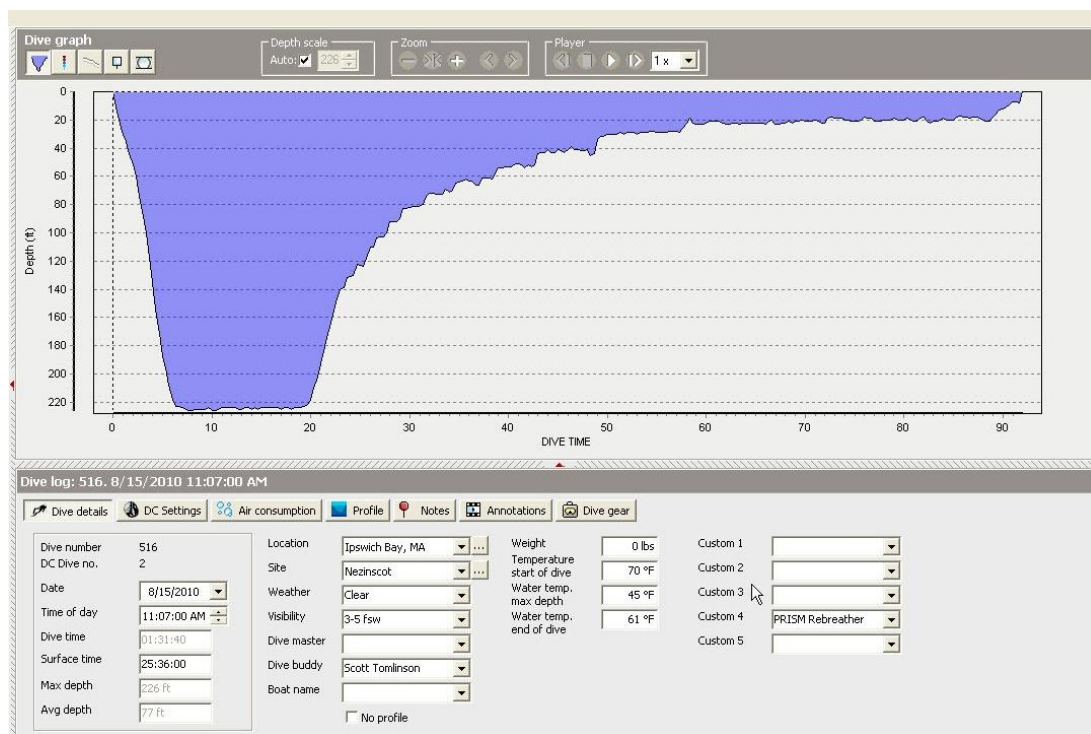 Dive graph
Depth scale
Auto: 226
Zoom
Player
1 x
0
20
40
60
80
100
120
140
160
180
200
220
Depth (ft)
0 10 20 30 40 50 60 70 80 90
DIVE TIME
Dive log: 516. 8/15/2010 11:07:00 AM
Dive details DC Settings Air consumption Profile Notes Annotations Dive gear
Dive number 516
DC Dive no. 2
Date 8/15/2010
Time of day 11:07:00 AM
Dive time 01:31:40
Surface time 25:36:00
Max depth 226 ft
Avg depth 77 ft
Location Ipswich Bay, MA ...
Site Nezinscot ...
Weather Clear
Visibility 3-5 fsw
Dive master
Dive buddy Scott Tomlinson
Boat name
No profile
Weight 0 lbs
Temperature
start of dive 70 °F
Water temp.
max depth 45 °F
Water temp.
end of dive 61 °F
Custom 1
Custom 2
Custom 3
Custom 4 PRISM Rebreather
Custom 5